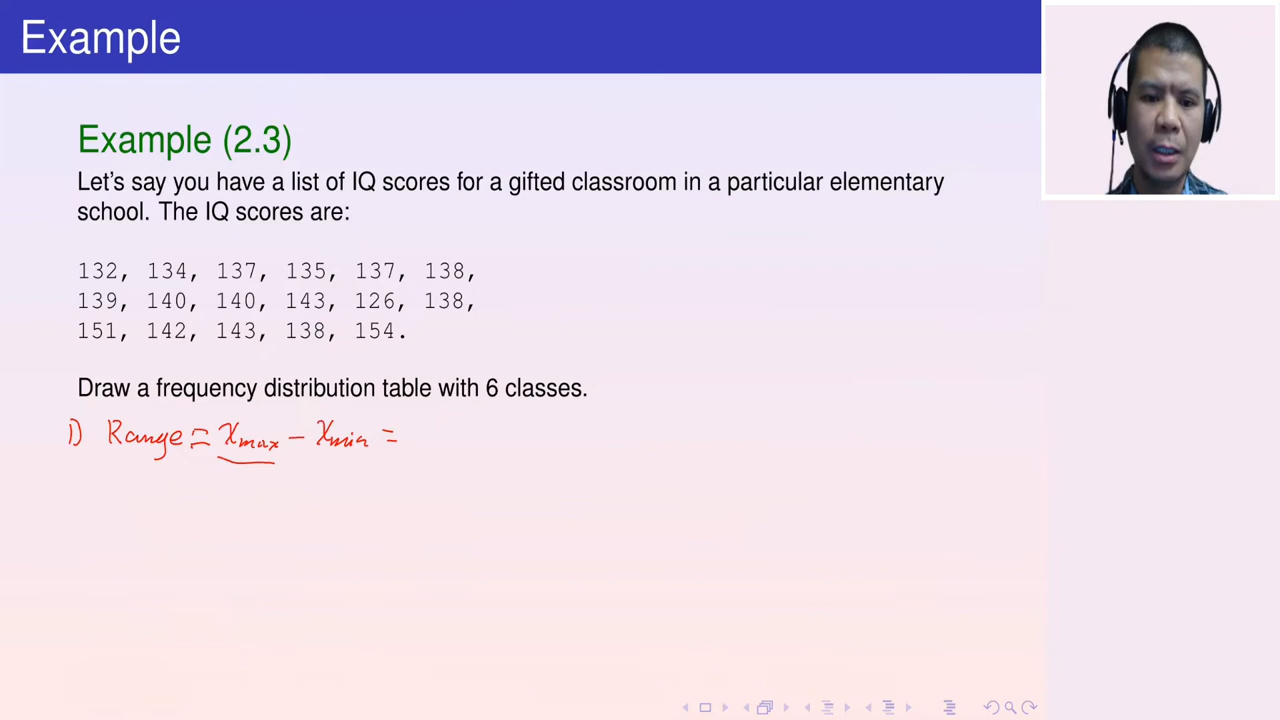 Example
Example (2.3)
Let's say you have a list of IQ scores for a gifted classroom in a particular elementary
school. The IQ scores are:
132, 134, 137, 135, 137, 138,
139, 140, 140, 143, 126, 138,
151, 142, 143, 138, 154.
Draw a frequency distribution table with 6 classes.
1) Range = xmax - xmin =